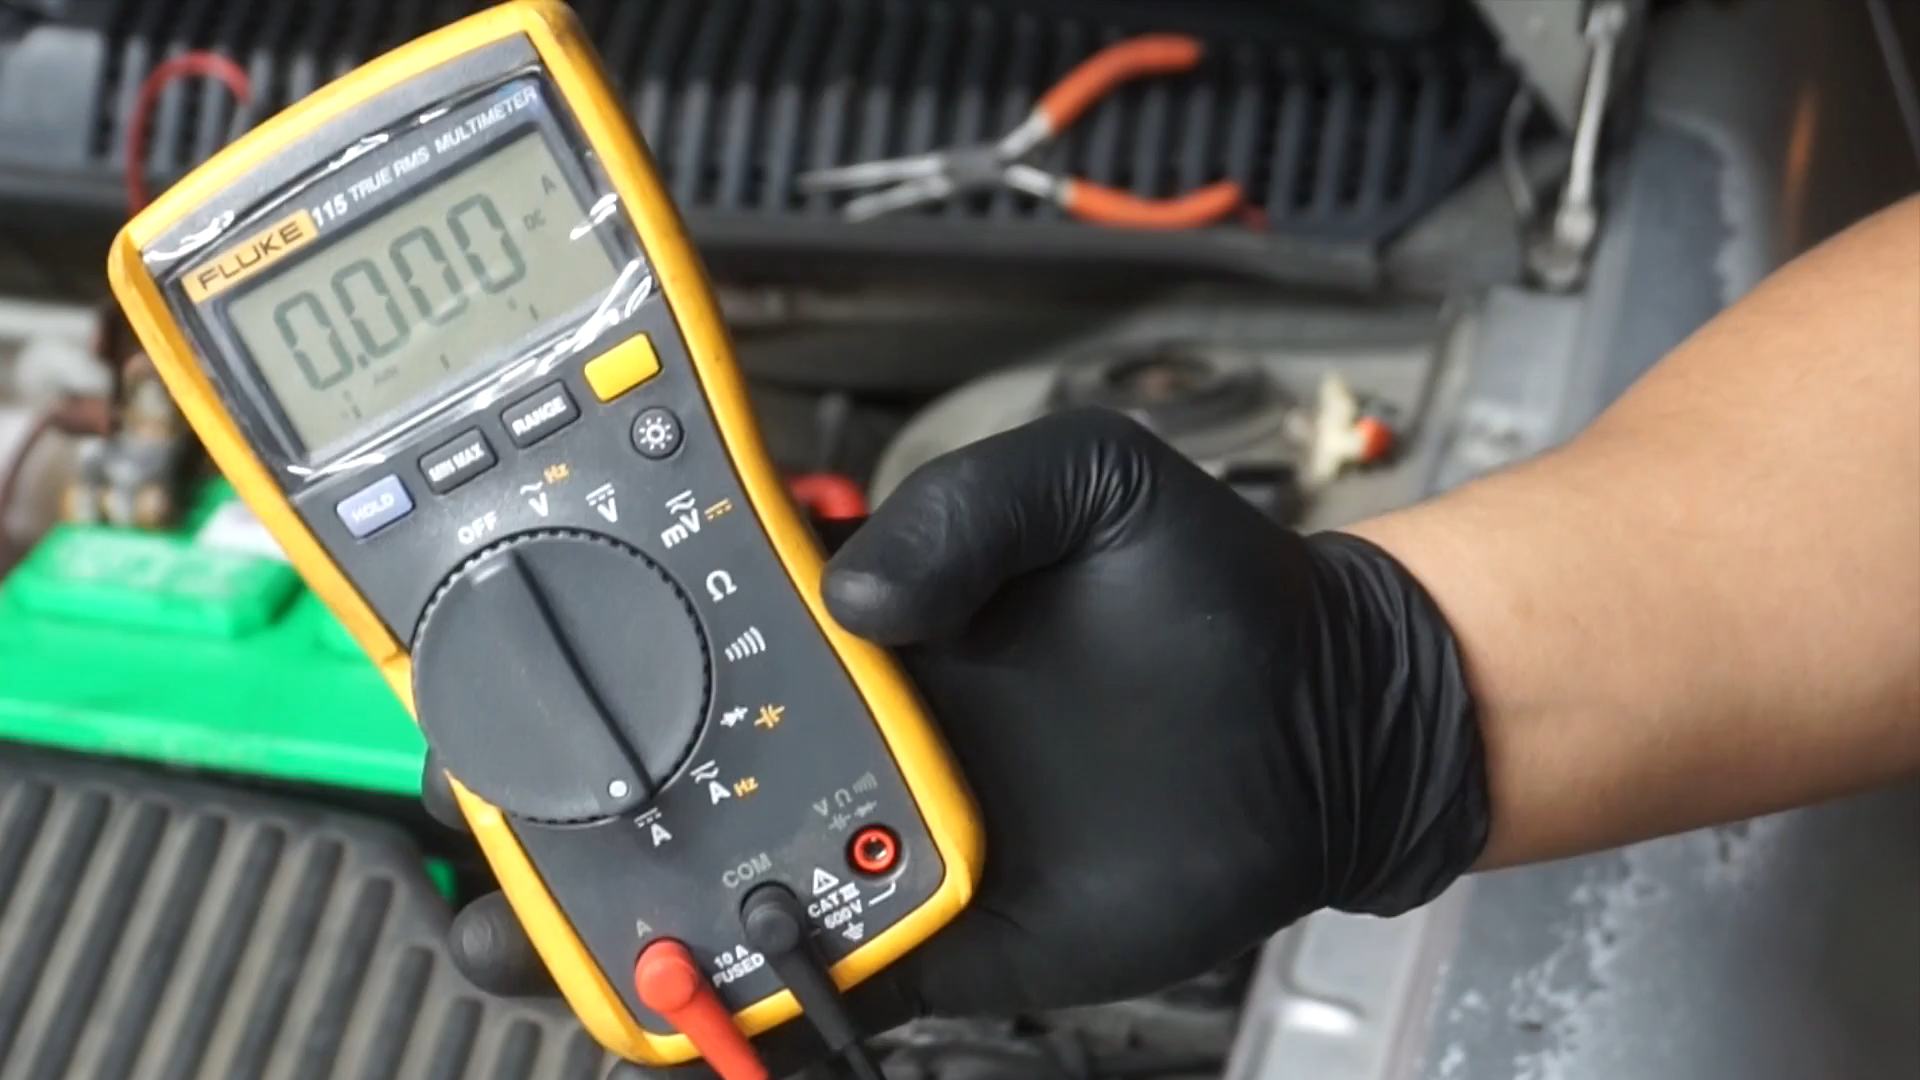 FLUKE 115 TRUE RMS MULTIMETER
A
DC
0.000
HOLD
MIN MAX
RANGE
OFF
V Hz
V
mV
Ω
A Hz
A
V Ω
COM
A
CAT III
600V
10 A
FUSED